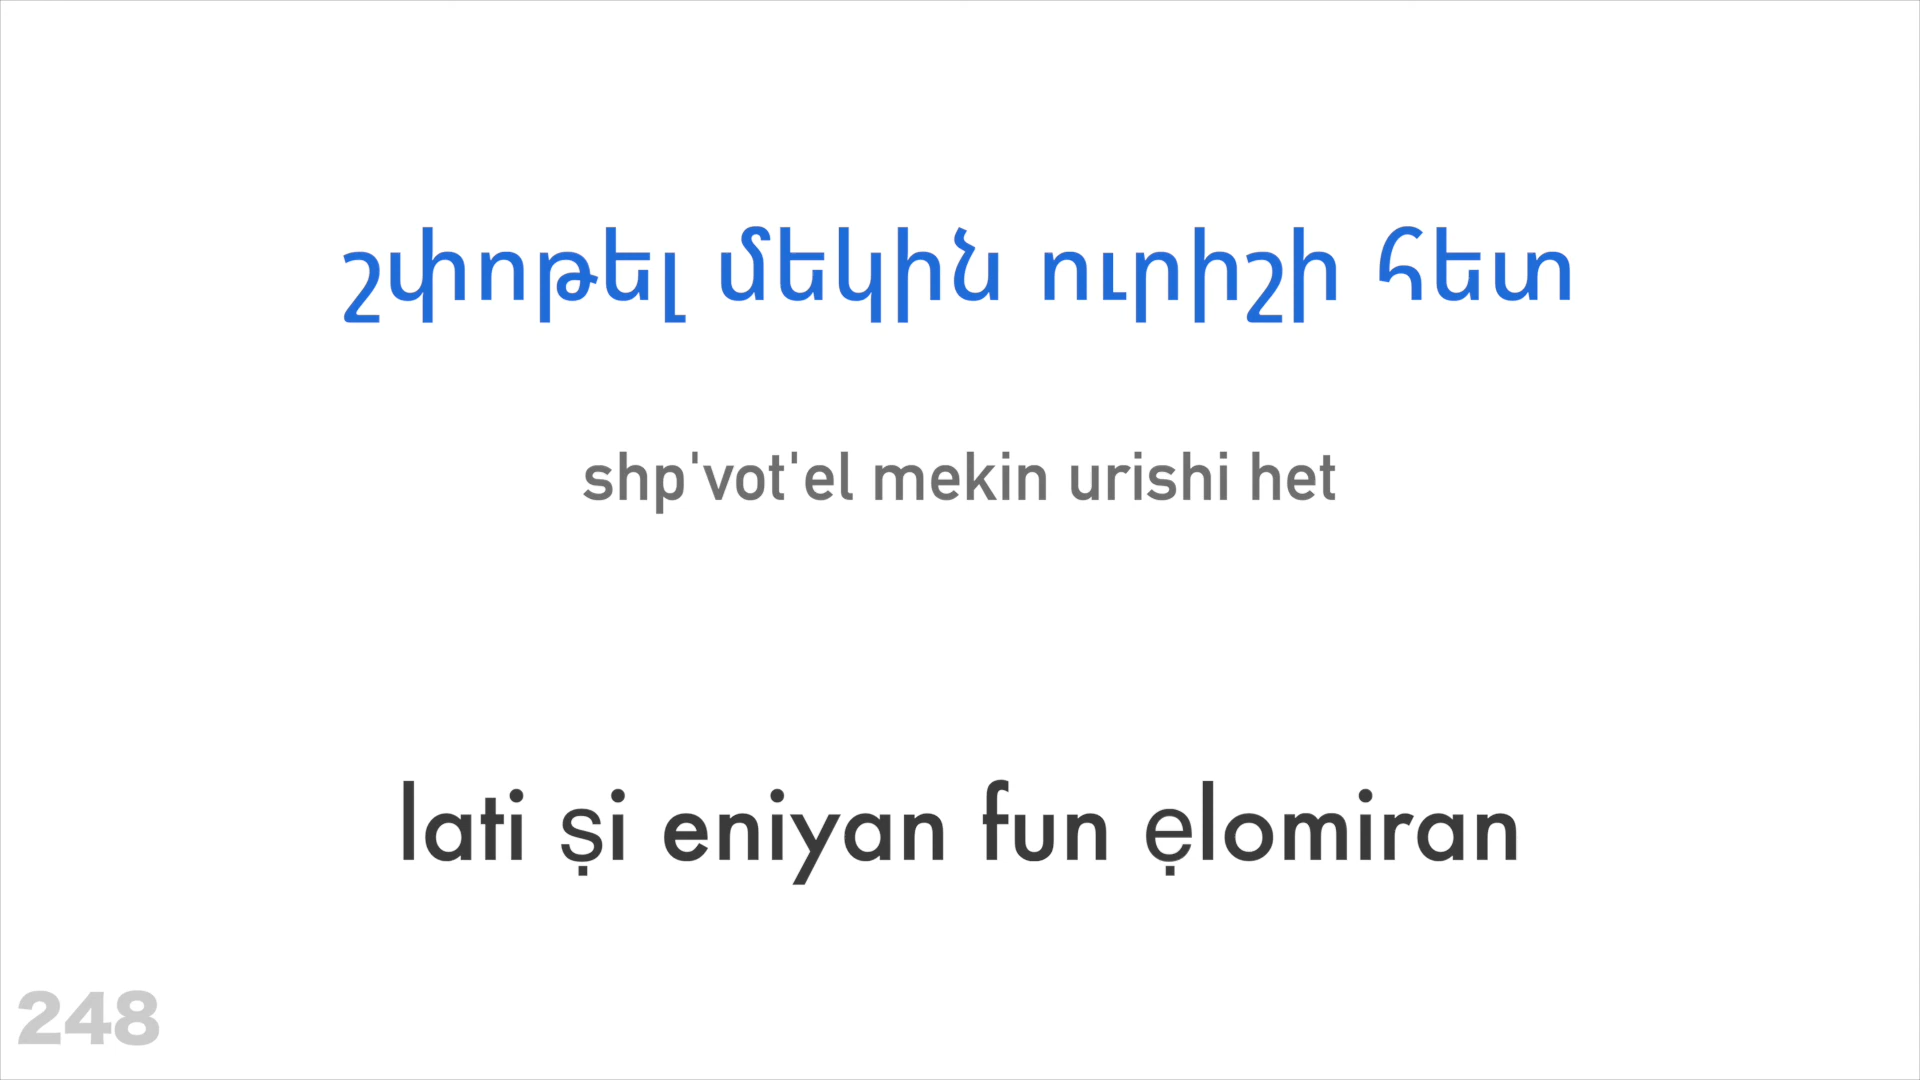 շփոթել մեկին ուրիշի հետ
shp'vot'el mekin urishi het
lati ṣi eniyan fun ẹlomiran
248